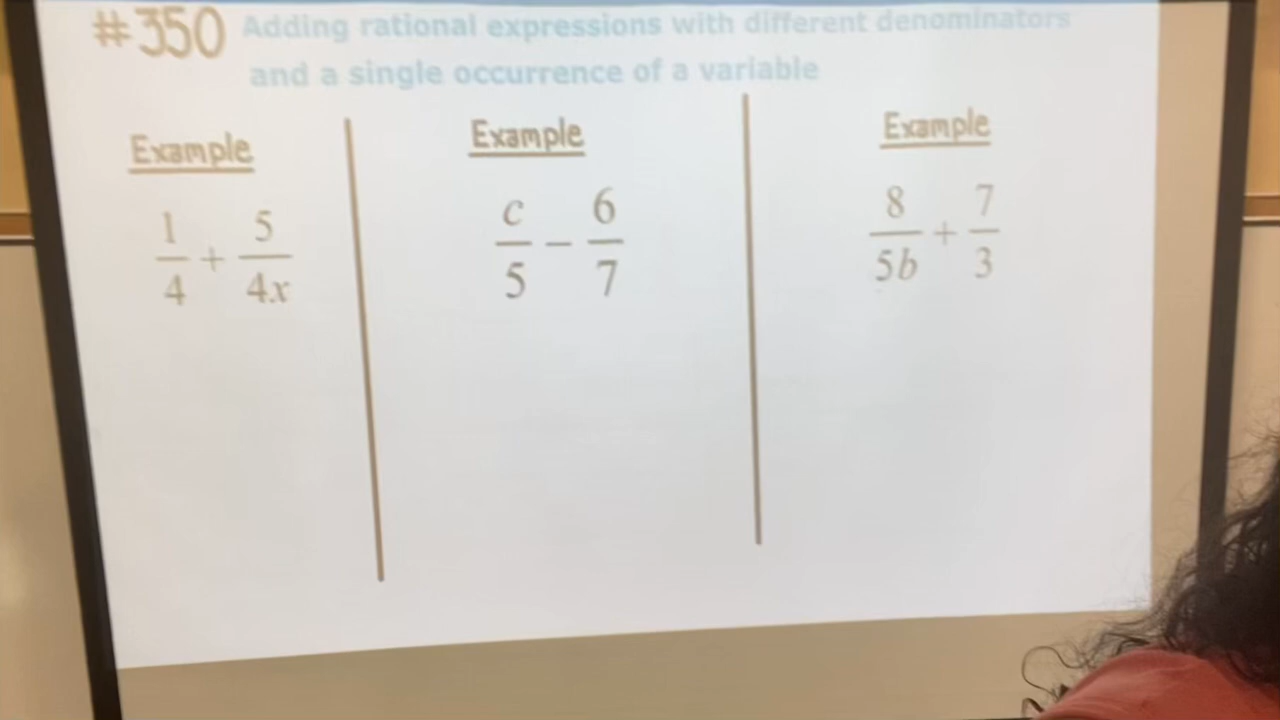 #350 Adding rational expressions with different denominators
and a single occurrence of a variable
Example
1/4 + 5/4x
Example
c/5 − 6/7
Example
8/5b + 7/3